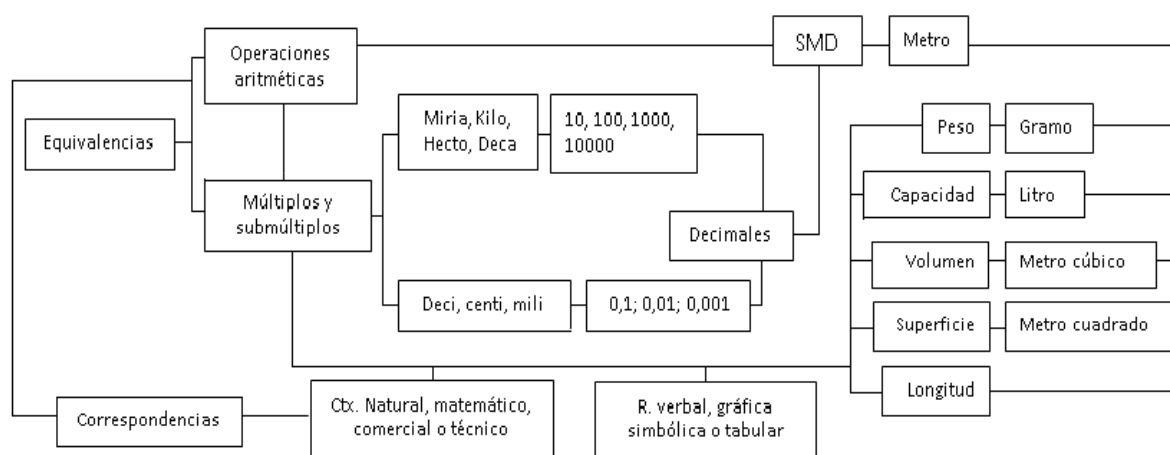 Operaciones
aritméticas
SMD
Metro
Equivalencias
Miria, Kilo,
Hecto, Deca
10, 100, 1000,
10000
Peso
Gramo
Múltiplos y
submúltiplos
Capacidad
Litro
Decimales
Volumen
Metro cúbico
Deci, centi, mili
0,1; 0,01; 0,001
Superficie
Metro cuadrado
Longitud
Correspondencias
Ctx. Natural, matemático,
comercial o técnico
R. verbal, gráfica
simbólica o tabular